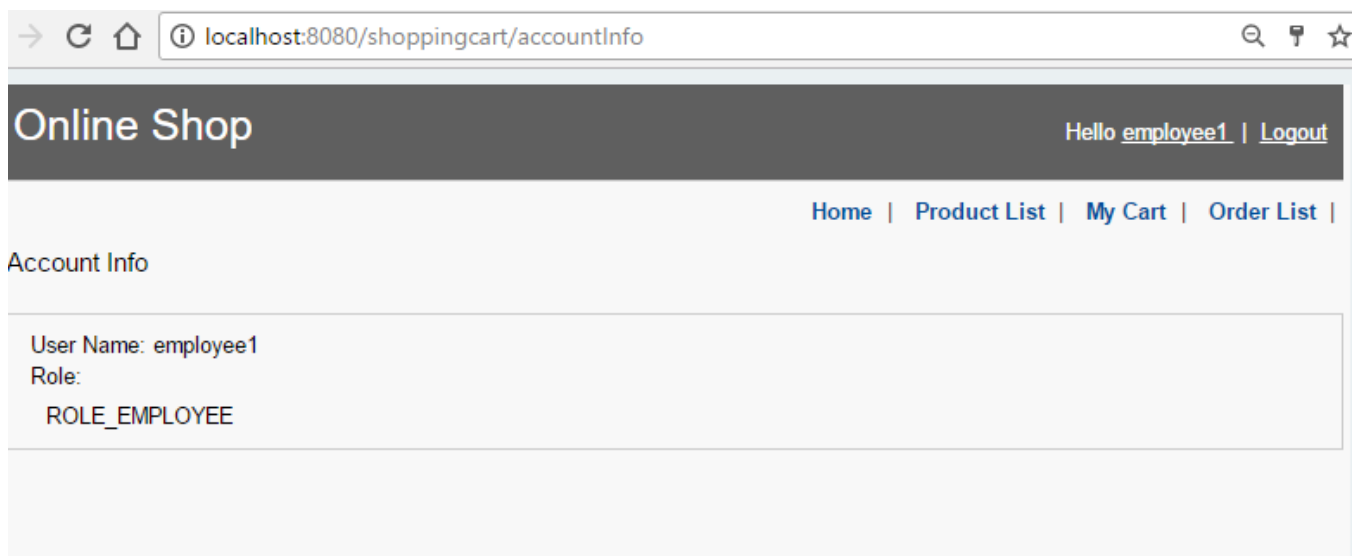 localhost:8080/shoppingcart/accountInfo
Online Shop
Hello employee1 | Logout
Home | Product List | My Cart | Order List |
Account Info
User Name: employee1
Role:
ROLE_EMPLOYEE